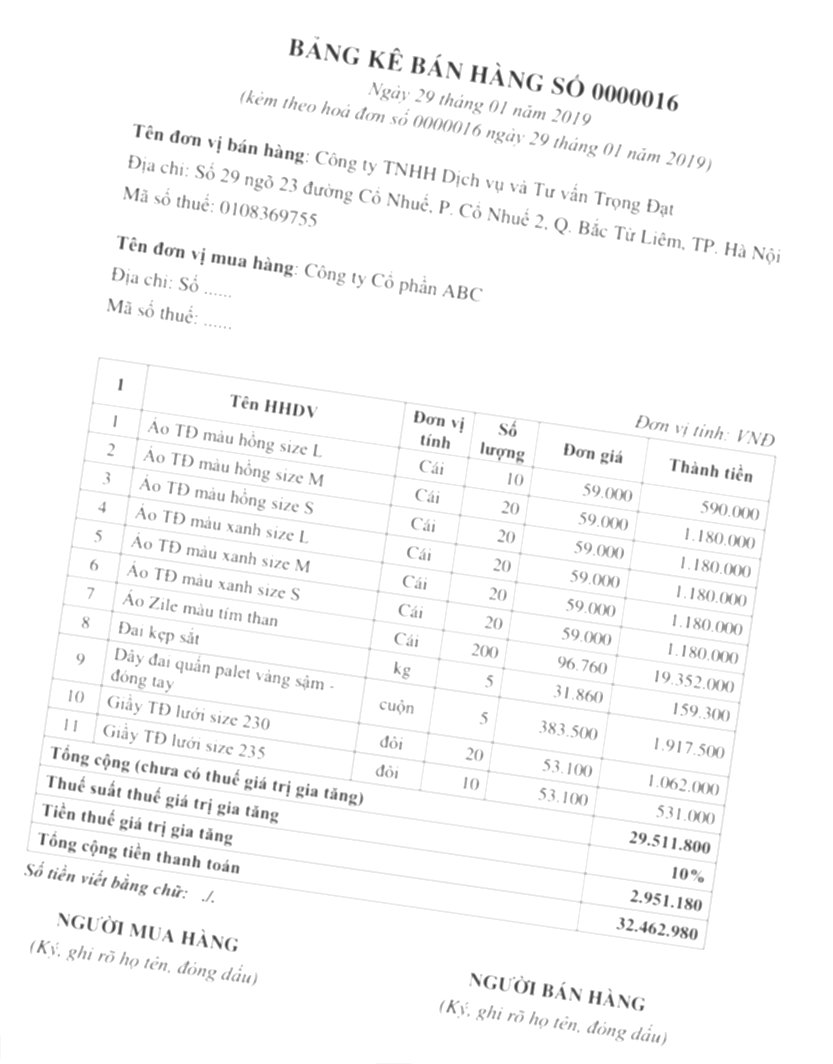 BẢNG KÊ BÁN HÀNG SỐ 0000016
Ngày 29 tháng 01 năm 2019
(kèm theo hoá đơn số 0000016 ngày 29 tháng 01 năm 2019)
Tên đơn vị bán hàng: Công ty TNHH Dịch vụ và Tư vấn Trọng Đạt
Địa chỉ: Số 29 ngõ 23 đường Cổ Nhuế, P. Cổ Nhuế 2, Q. Bắc Từ Liêm, TP. Hà Nội
Mã số thuế: 0108369755
Tên đơn vị mua hàng: Công ty Cổ phần ABC
Địa chỉ: Số ......
Mã số thuế: ......
Đơn vị tính: VNĐ
1 Tên HHDV Đơn vị tính Số lượng Đơn giá Thành tiền
1 Áo TĐ màu hồng size L Cái 10 59.000 590.000
2 Áo TĐ màu hồng size M Cái 20 59.000 1.180.000
3 Áo TĐ màu hồng size S Cái 20 59.000 1.180.000
4 Áo TĐ màu xanh size L Cái 20 59.000 1.180.000
5 Áo TĐ màu xanh size M Cái 20 59.000 1.180.000
6 Áo TĐ màu xanh size S Cái 20 59.000 1.180.000
7 Áo Zile màu tím than Cái 200 96.760 19.352.000
8 Đai kẹp sắt kg 5 31.860 159.300
9 Dây đai quấn palet vàng sậm - đóng tay cuộn 5 383.500 1.917.500
10 Giầy TĐ lưới size 230 đôi 20 53.100 1.062.000
11 Giầy TĐ lưới size 235 đôi 10 53.100 531.000
Tổng cộng (chưa có thuế giá trị gia tăng) 29.511.800
Thuế suất thuế giá trị gia tăng 10%
Tiền thuế giá trị gia tăng 2.951.180
Tổng cộng tiền thanh toán 32.462.980
Số tiền viết bằng chữ: ./.
NGƯỜI MUA HÀNG
(Ký, ghi rõ họ tên, đóng dấu)
NGƯỜI BÁN HÀNG
(Ký, ghi rõ họ tên, đóng dấu)